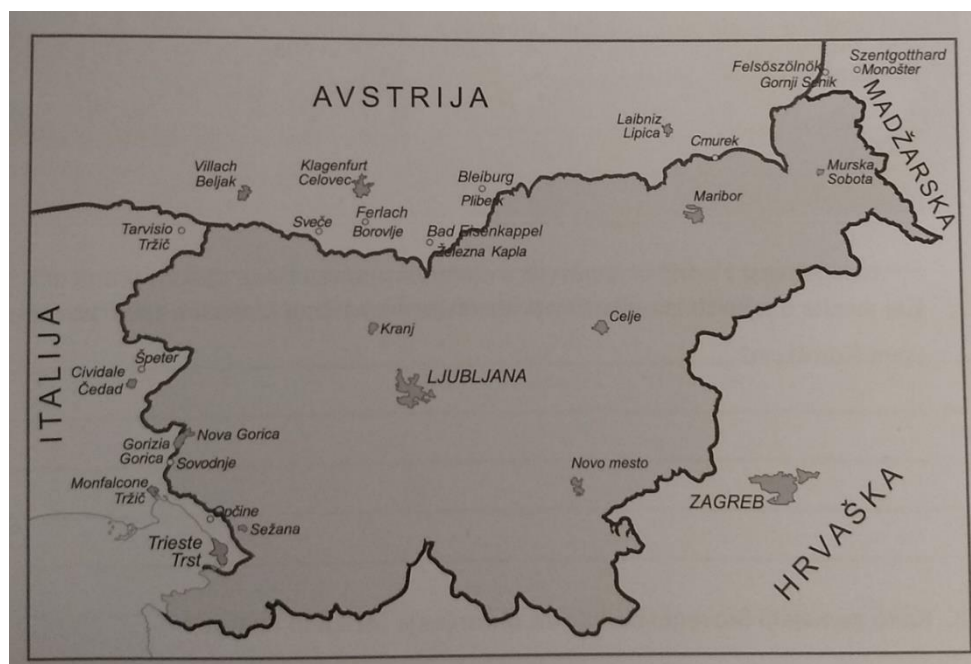 AVSTRIJA
Felsöszölnök
Gornji Senik
Szentgotthard
Monošter
MADŽARSKA
Laibniz
Lipica
Cmurek
Murska
Sobota
Villach
Beljak
Klagenfurt
Celovec
Bleiburg
Pliberk
Maribor
Tarvisio
Tržič
Sveče
Ferlach
Borovlje
Bad Eisenkappel
Železna Kapla
ITALIJA
Kranj
Celje
Špeter
Cividale
Čedad
LJUBLJANA
Nova Gorica
Gorizia
Gorica
Sovodnje
Novo mesto
Monfalcone
Tržič
ZAGREB
HRVAŠKA
Opčine
Sežana
Trieste
Trst